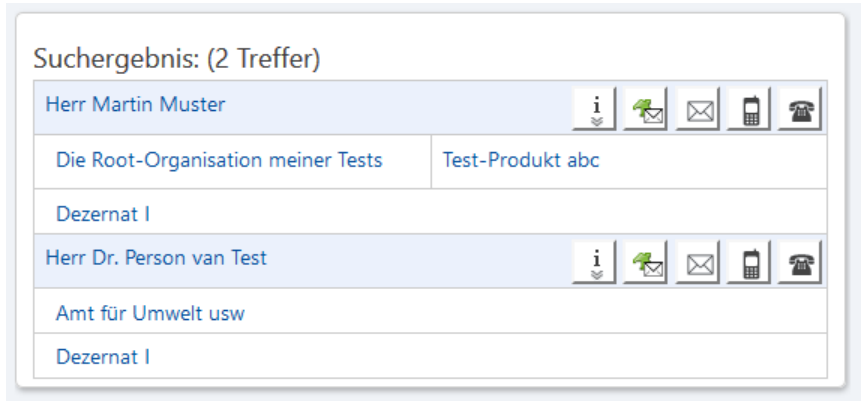 Suchergebnis: (2 Treffer)
Herr Martin Muster
i
Die Root-Organisation meiner Tests Test-Produkt abc
Dezernat I
Herr Dr. Person van Test
i
Amt für Umwelt usw
Dezernat I